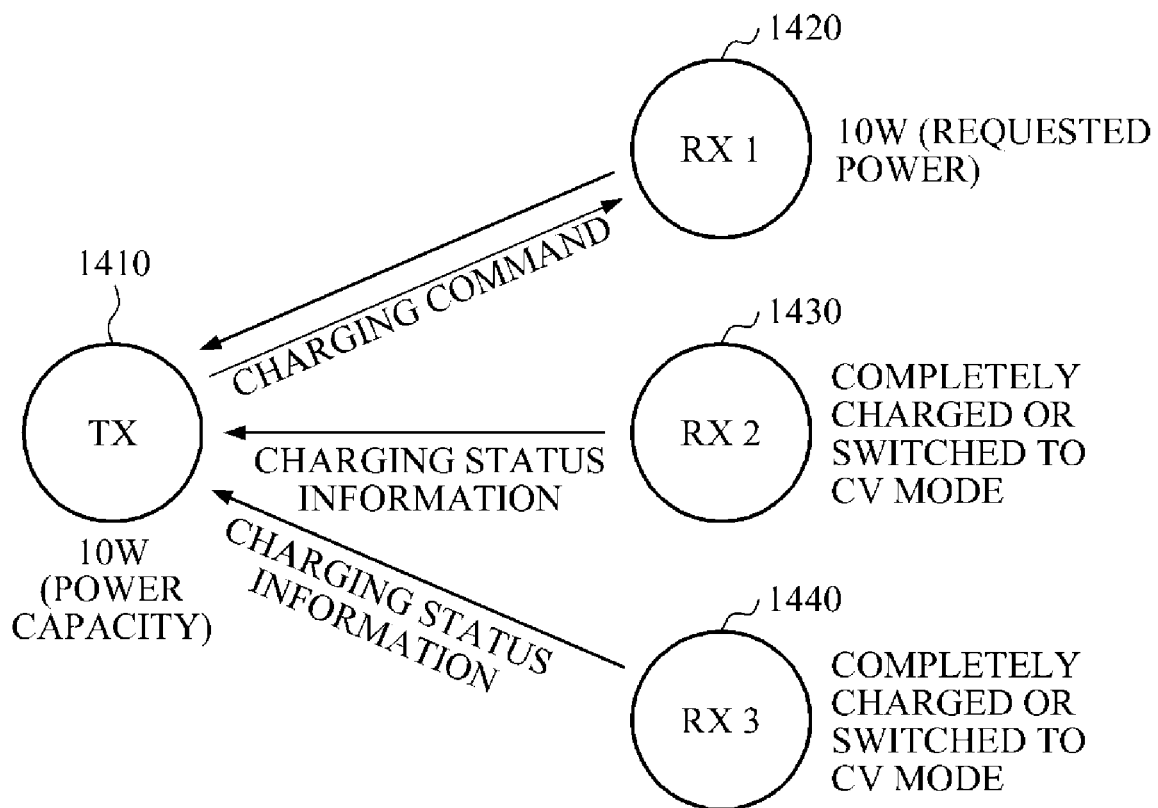 1420
RX 1
10W (REQUESTED
POWER)
CHARGING COMMAND
1410
TX
10W
(POWER
CAPACITY)
1430
RX 2
COMPLETELY
CHARGED OR
SWITCHED TO
CV MODE
CHARGING STATUS
INFORMATION
CHARGING STATUS
INFORMATION
1440
RX 3
COMPLETELY
CHARGED OR
SWITCHED TO
CV MODE